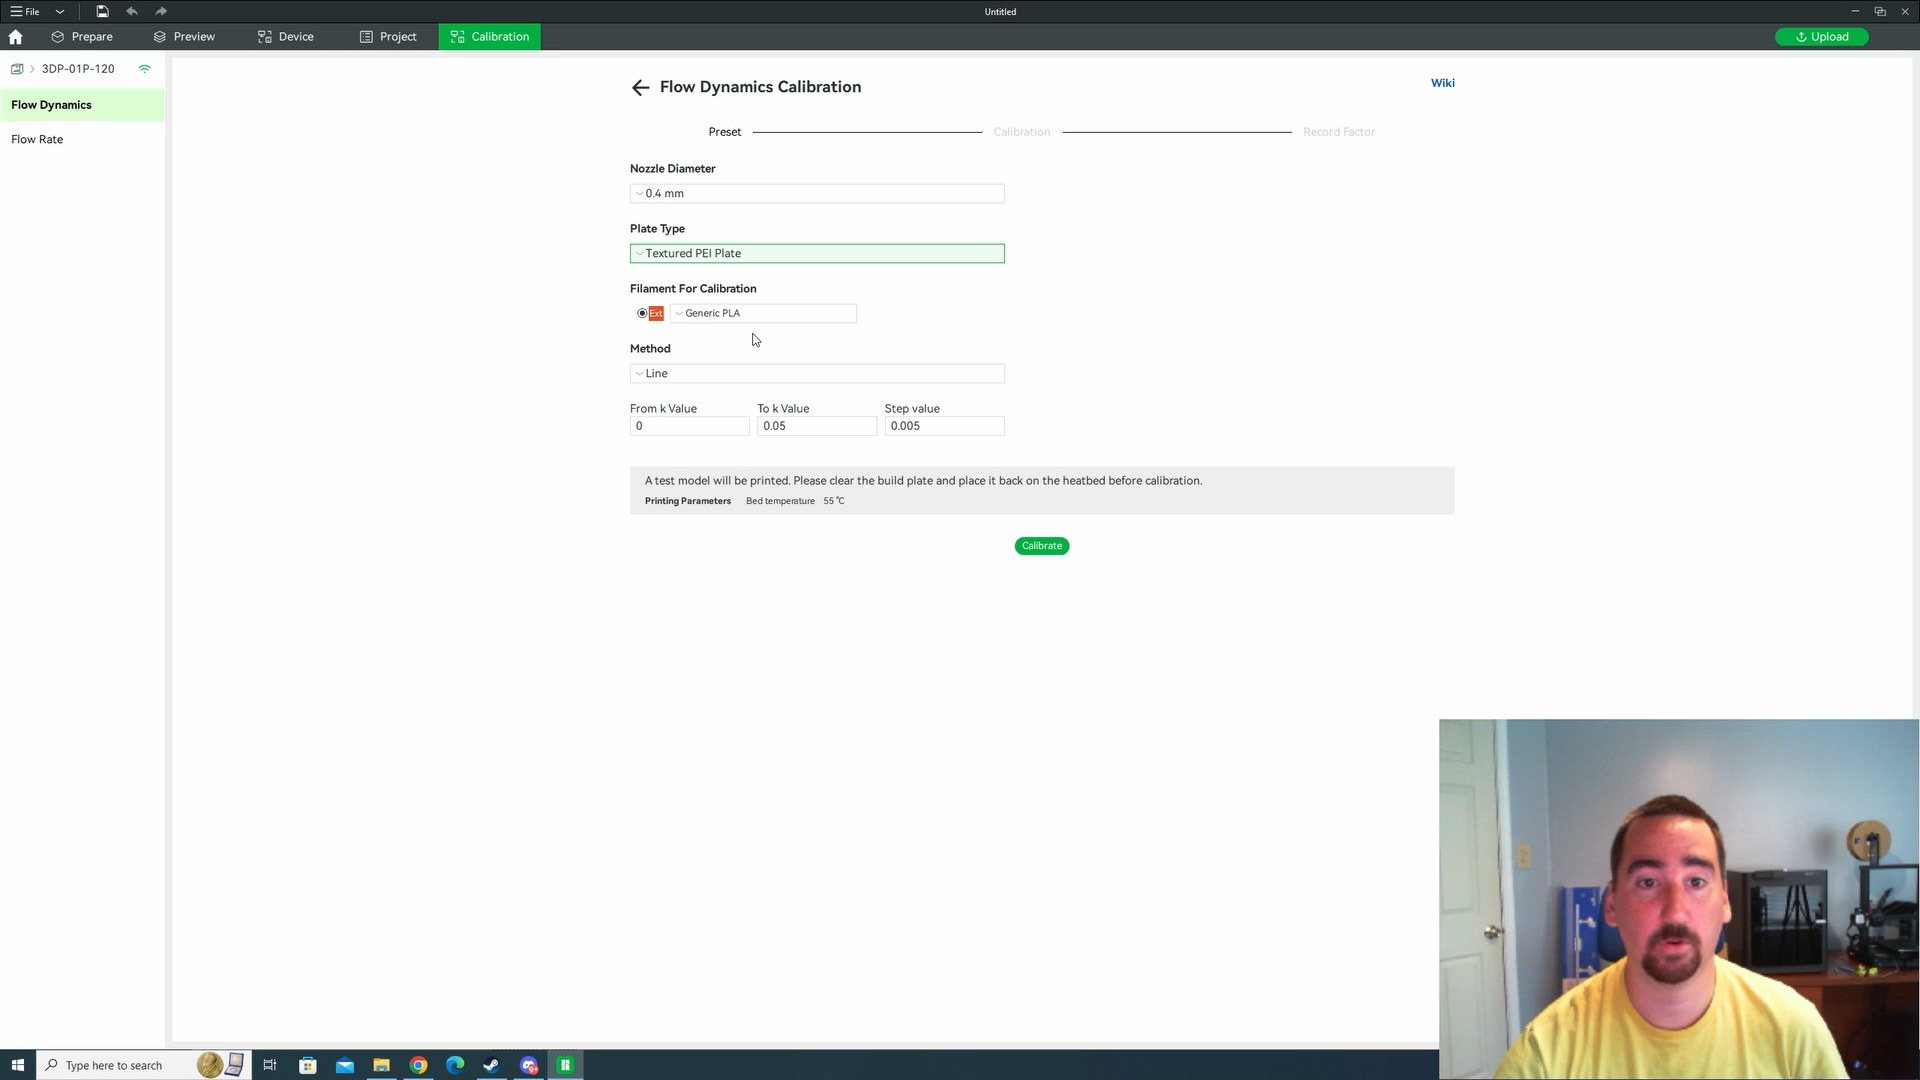 File
Untitled
Prepare
Preview
Device
Project
Calibration
Upload
3DP-01P-120
Flow Dynamics
Flow Rate
Flow Dynamics Calibration
Wiki
Preset
Calibration
Record Factor
Nozzle Diameter
0.4 mm
Plate Type
Textured PEI Plate
Filament For Calibration
Ext
Generic PLA
Method
Line
From k Value
To k Value
Step value
0
0.05
0.005
A test model will be printed. Please clear the build plate and place it back on the heatbed before calibration.
Printing Parameters Bed temperature 55 ℃
Calibrate
Type here to search